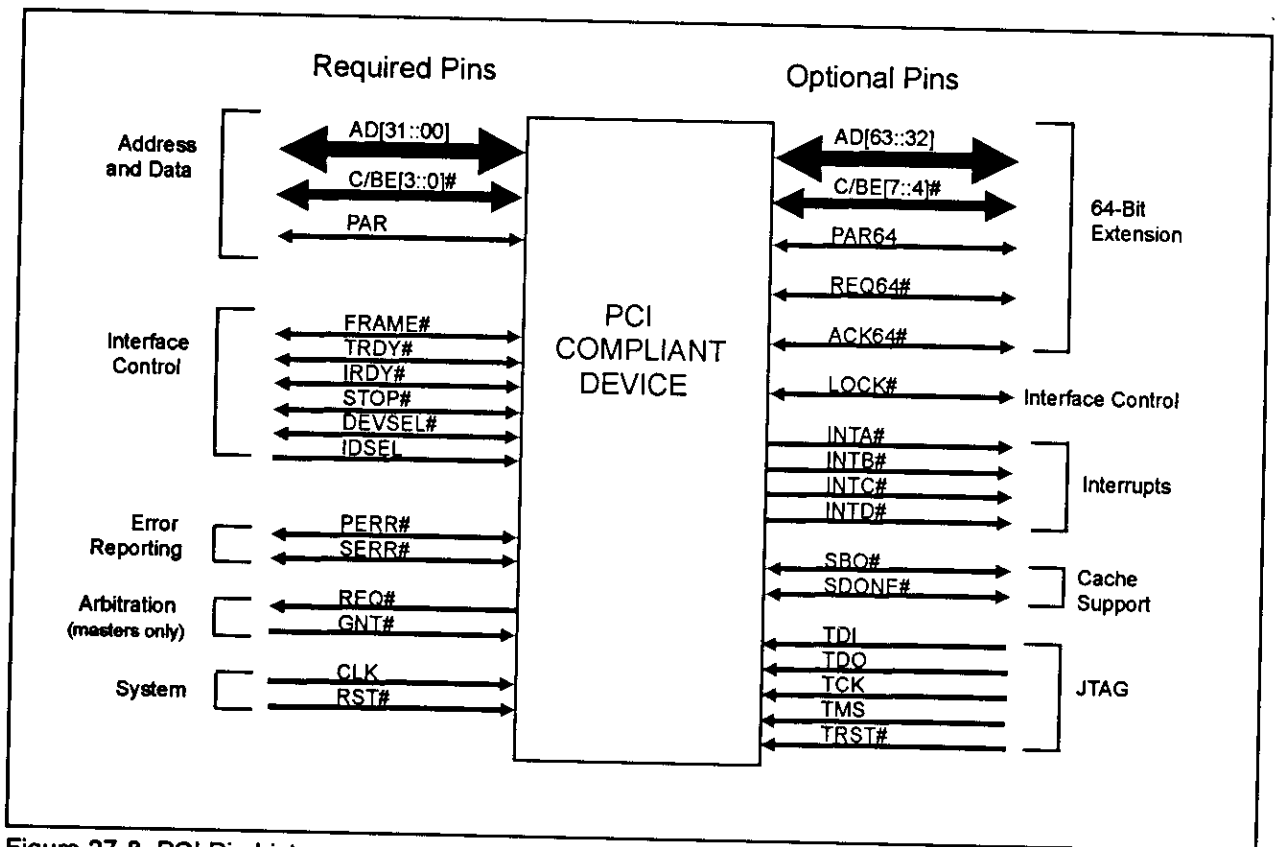 Required Pins
Optional Pins
Address
and Data
AD[31::00]
C/BE[3::0]#
PAR
Interface
Control
FRAME#
TRDY#
IRDY#
STOP#
DEVSEL#
IDSEL
Error
Reporting
PERR#
SERR#
Arbitration
(masters only)
REQ#
GNT#
System
CLK
RST#
PCI
COMPLIANT
DEVICE
AD[63::32]
C/BE[7::4]#
PAR64
REQ64#
ACK64#
64-Bit
Extension
LOCK#
Interface Control
INTA#
INTB#
INTC#
INTD#
Interrupts
SBO#
SDONE#
Cache
Support
TDI
TDO
TCK
TMS
TRST#
JTAG
Figure 27-8. PCI Pin List